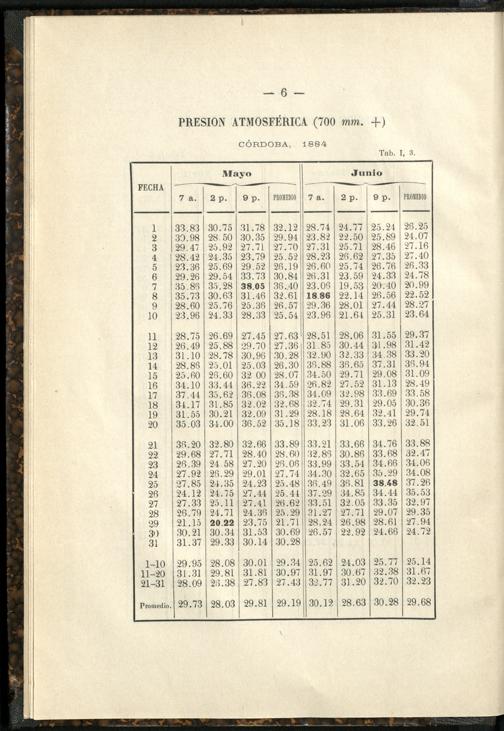 — 6 —
PRESION ATMOSFÉRICA (700 mm. +)
CÓRDOBA, 1884
Tab. I, 3.
FECHA Mayo Junio
7 a. 2 p. 9 p. PROMEDIO 7 a. 2 p. 9 p. PROMEDIO
1 33.83 30.75 31.78 32.12 28.74 24.77 25.24 26.25
2 30.98 28.50 30.35 29.94 23.82 22.50 25.89 24.07
3 29.47 25.92 27.71 27.70 27.31 25.71 28.46 27.16
4 28.42 24.35 23.79 25.52 28.23 26.62 27.35 27.40
5 23.36 25.69 29.52 26.19 26.60 25.74 26.76 26.33
6 29.26 29.54 33.73 30.84 26.31 23.59 24.33 24.78
7 35.86 35.28 38.05 36.40 23.06 19.53 20.40 20.99
8 35.73 30.63 31.46 32.61 18.86 22.14 26.56 22.52
9 28.60 25.76 25.36 26.57 29.36 28.01 27.44 28.27
10 23.96 24.33 28.33 25.54 23.96 21.64 25.31 23.64
11 28.75 26.69 27.45 27.63 28.51 28.06 31.55 29.37
12 26.49 25.88 29.70 27.36 31.85 30.44 31.98 31.42
13 31.10 28.78 30.96 30.28 32.90 32.33 34.38 33.20
14 28.86 25.01 25.03 26.30 36.88 36.65 37.31 36.94
15 25.60 26.60 32.00 28.07 34.50 29.71 29.08 31.09
16 34.10 33.44 36.22 34.59 26.82 27.52 31.13 28.49
17 37.44 35.62 36.08 36.38 34.09 32.98 33.69 33.58
18 34.17 31.85 32.02 32.68 32.74 29.31 29.05 30.36
19 31.55 30.21 32.09 31.29 28.18 28.64 32.41 29.74
20 35.03 34.00 36.52 35.18 33.23 31.06 33.26 32.51
21 36.20 32.80 32.66 33.89 33.21 33.66 34.76 33.88
22 29.68 27.71 28.40 28.60 32.86 30.86 33.68 32.47
23 26.39 24.58 27.20 26.06 33.99 33.54 34.66 34.06
24 27.92 26.29 29.01 27.74 34.30 32.65 35.29 34.08
25 27.85 24.35 24.23 25.48 36.49 36.81 38.48 37.26
26 24.12 24.75 27.44 25.44 37.29 34.85 34.44 35.53
27 27.33 25.11 27.41 26.62 33.51 32.05 33.35 32.97
28 26.79 24.71 24.36 25.29 31.27 27.71 29.07 29.35
29 21.15 20.22 23.75 21.71 28.24 26.98 28.61 27.94
30 30.21 30.34 31.53 30.69 26.57 22.92 24.66 24.72
31 31.37 29.33 30.14 30.28
1-10 29.95 28.08 30.01 29.34 25.62 24.03 25.77 25.14
11-20 31.31 29.81 31.81 30.97 31.97 30.67 32.38 31.67
21-31 28.09 26.38 27.83 27.43 32.77 31.20 32.70 32.23
Promedio. 29.73 28.03 29.81 29.19 30.12 28.63 30.28 29.68